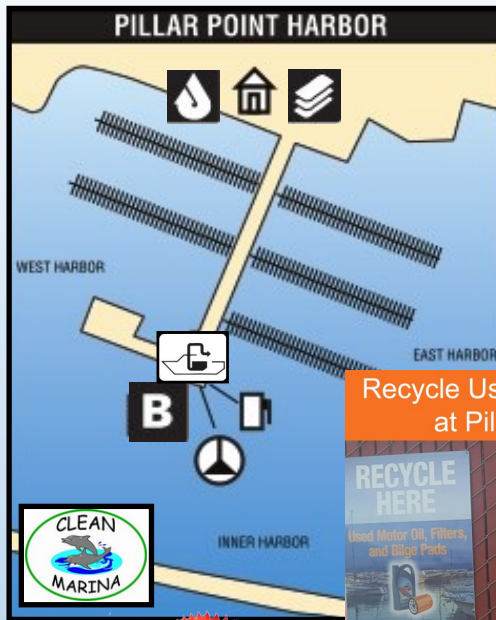 PILLAR POINT HARBOR
WEST HARBOR
EAST HARBOR
B
Recycle Us
at Pil
RECYCLE
HERE
Used Motor Oil, Filters,
and Bilge Pads
INNER HARBOR
CLEAN
MARINA